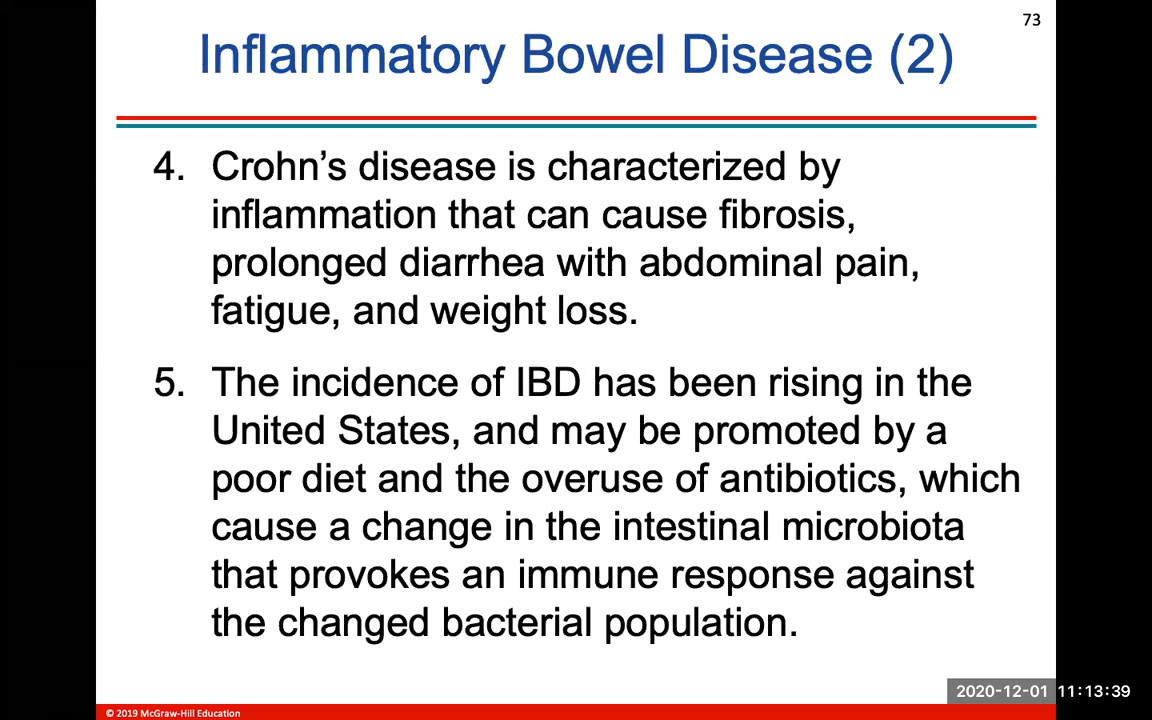 73
Inflammatory Bowel Disease (2)
4. Crohn’s disease is characterized by
inflammation that can cause fibrosis,
prolonged diarrhea with abdominal pain,
fatigue, and weight loss.
5. The incidence of IBD has been rising in the
United States, and may be promoted by a
poor diet and the overuse of antibiotics, which
cause a change in the intestinal microbiota
that provokes an immune response against
the changed bacterial population.
2020-12-01 11:13:39
© 2019 McGraw-Hill Education